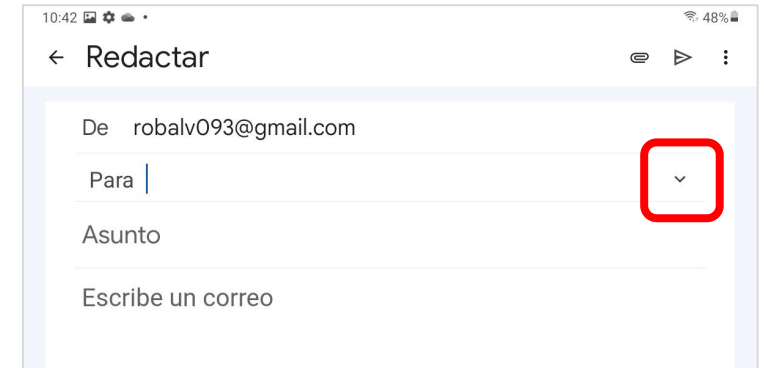 10:42 48%
Redactar
De robalv093@gmail.com
Para
Asunto
Escribe un correo